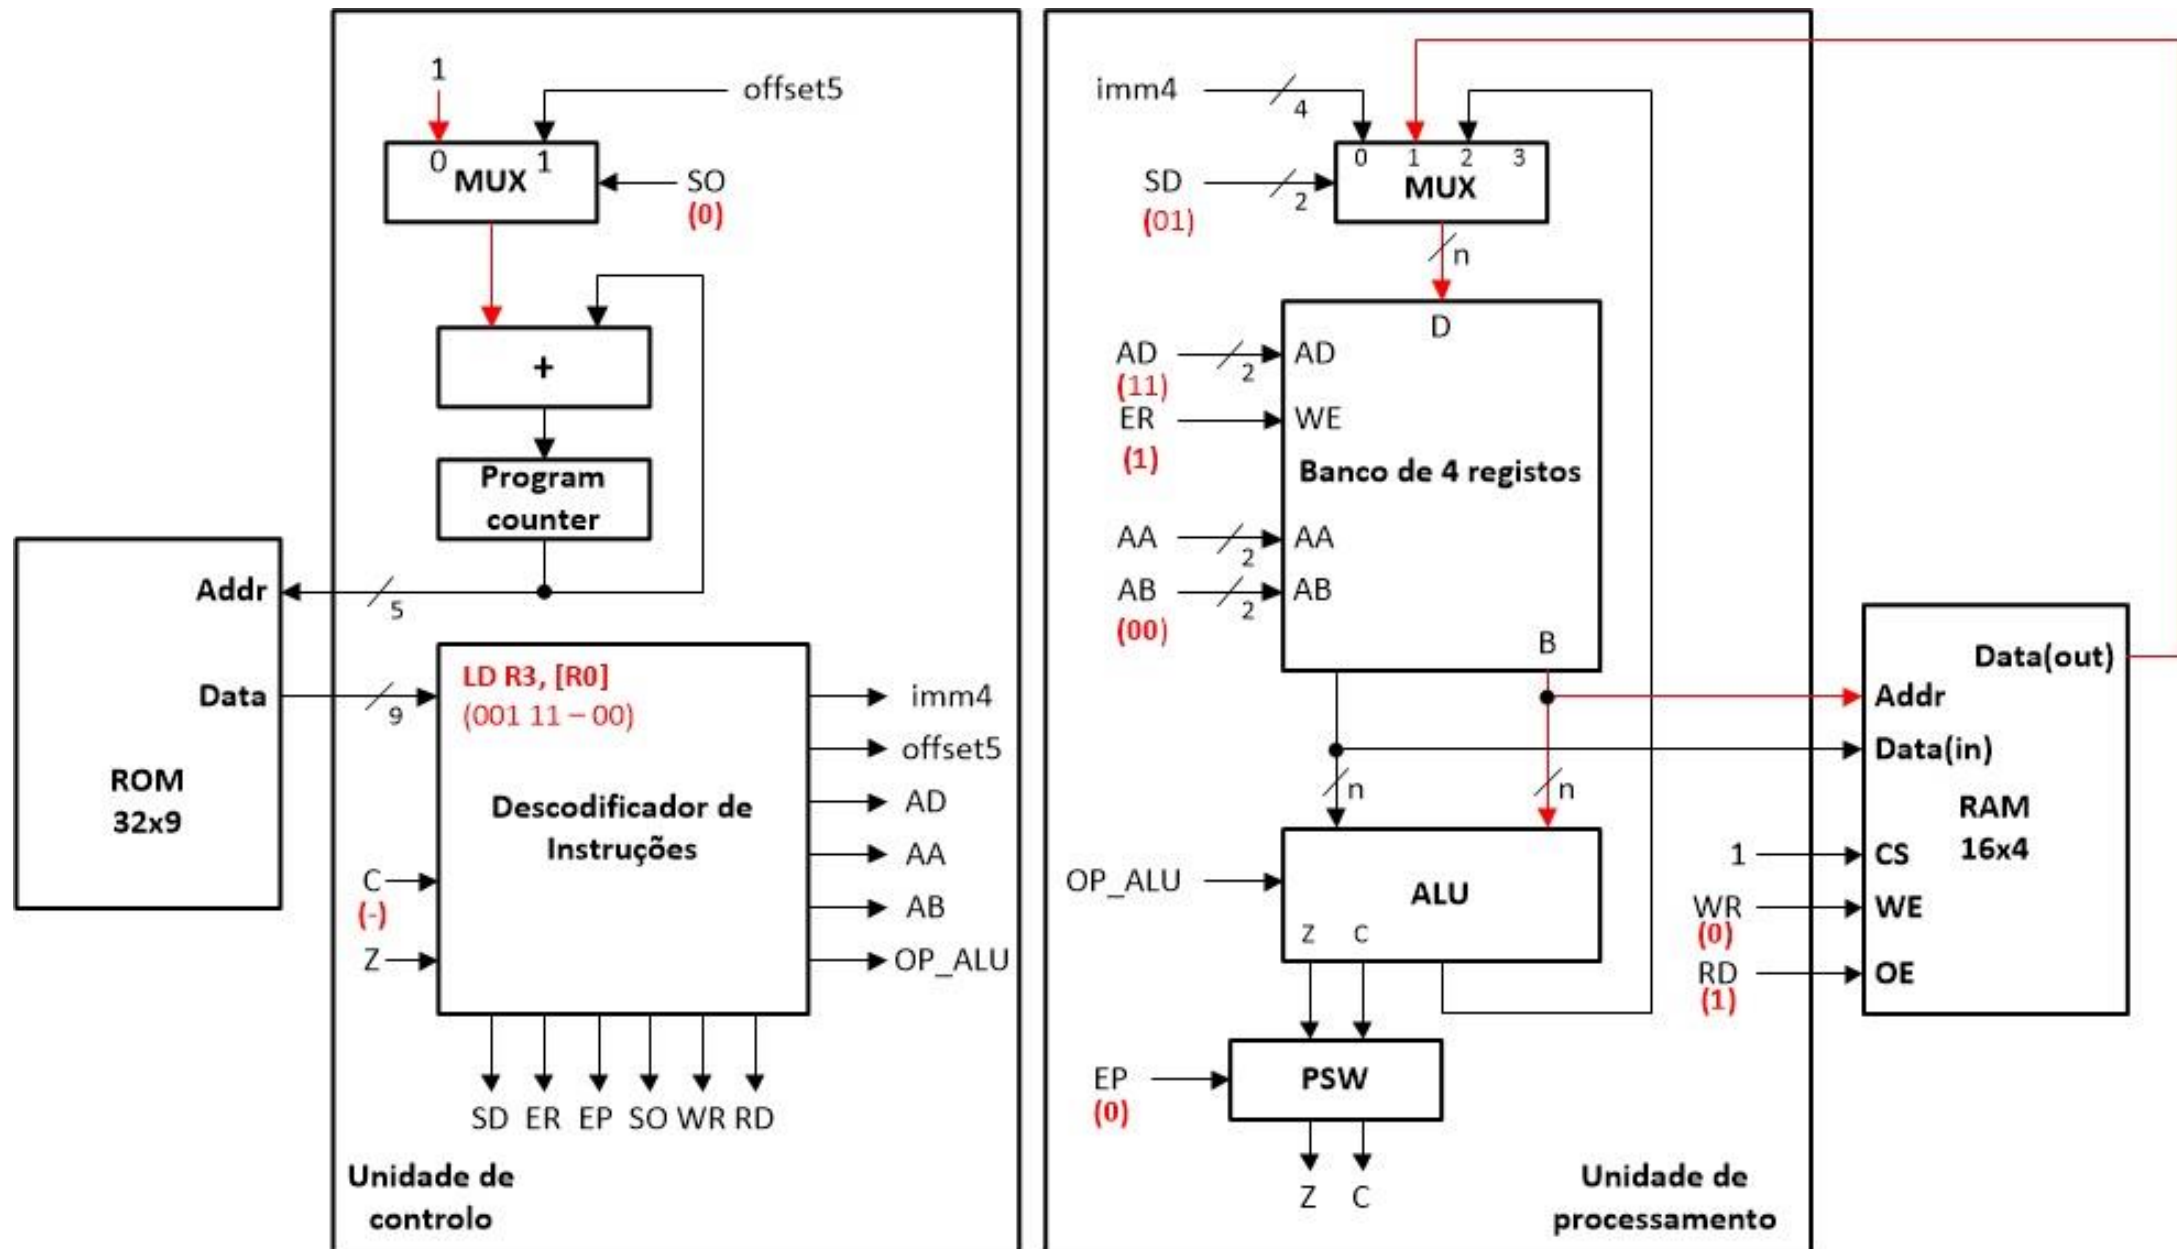 1
offset5
0
1
MUX
SO
(0)
+
Program
counter
Addr
5
Data
9
ROM
32x9
LD R3, [R0]
(001 11 – 00)
Descodificador de
Instruções
C
(-)
Z
imm4
offset5
AD
AA
AB
OP_ALU
SD ER EP SO WR RD
Unidade de
controlo
imm4
4
0 1 2 3
MUX
SD
2
(01)
n
D
AD
2
AD
(11)
ER
WE
(1)
Banco de 4 registos
AA
2
AA
AB
2
AB
(00)
B
n
n
OP_ALU
ALU
Z C
EP
(0)
PSW
Z C
Unidade de
processamento
Data(out)
Addr
Data(in)
RAM
16x4
1
CS
WR
WE
(0)
RD
OE
(1)